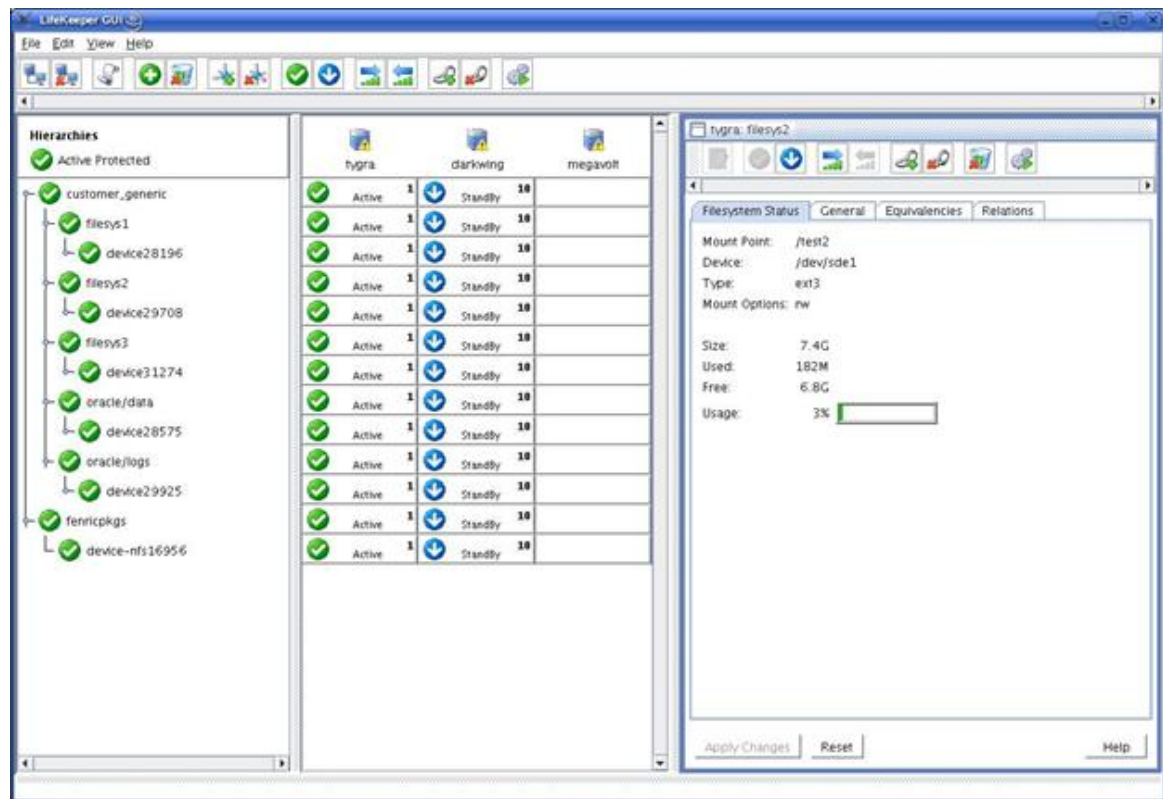 LifeKeeper GUI
File Edit View Help
Hierarchies
Active Protected
customer_generic
filesys1
device28196
filesys2
device29708
filesys3
device31274
oracle/data
device28575
oracle/logs
device29925
fenricpkgs
device-nfs16956
tygra darkwing megavolt
Active 1 StandBy 10
Active 1 StandBy 10
Active 1 StandBy 10
Active 1 StandBy 10
Active 1 StandBy 10
Active 1 StandBy 10
Active 1 StandBy 10
Active 1 StandBy 10
Active 1 StandBy 10
Active 1 StandBy 10
Active 1 StandBy 10
Active 1 StandBy 10
Active 1 StandBy 10
tygra: filesys2
Filesystem Status General Equivalencies Relations
Mount Point: /test2
Device: /dev/sde1
Type: ext3
Mount Options: rw
Size: 7.4G
Used: 182M
Free: 6.8G
Usage: 3%
Apply Changes Reset Help